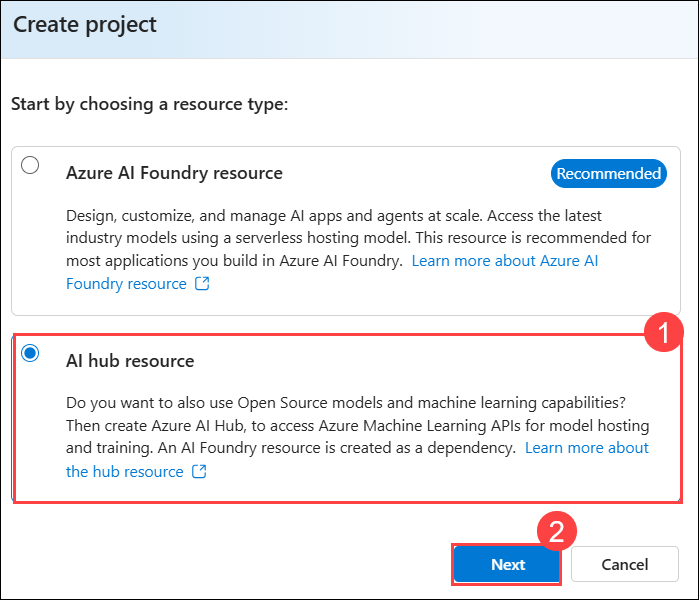 Create project
Start by choosing a resource type:
Azure AI Foundry resource
Recommended
Design, customize, and manage AI apps and agents at scale. Access the latest
industry models using a serverless hosting model. This resource is recommended for
most applications you build in Azure AI Foundry. Learn more about Azure AI
Foundry resource
1
AI hub resource
Do you want to also use Open Source models and machine learning capabilities?
Then create Azure AI Hub, to access Azure Machine Learning APIs for model hosting
and training. An AI Foundry resource is created as a dependency. Learn more about
the hub resource
2
Next
Cancel